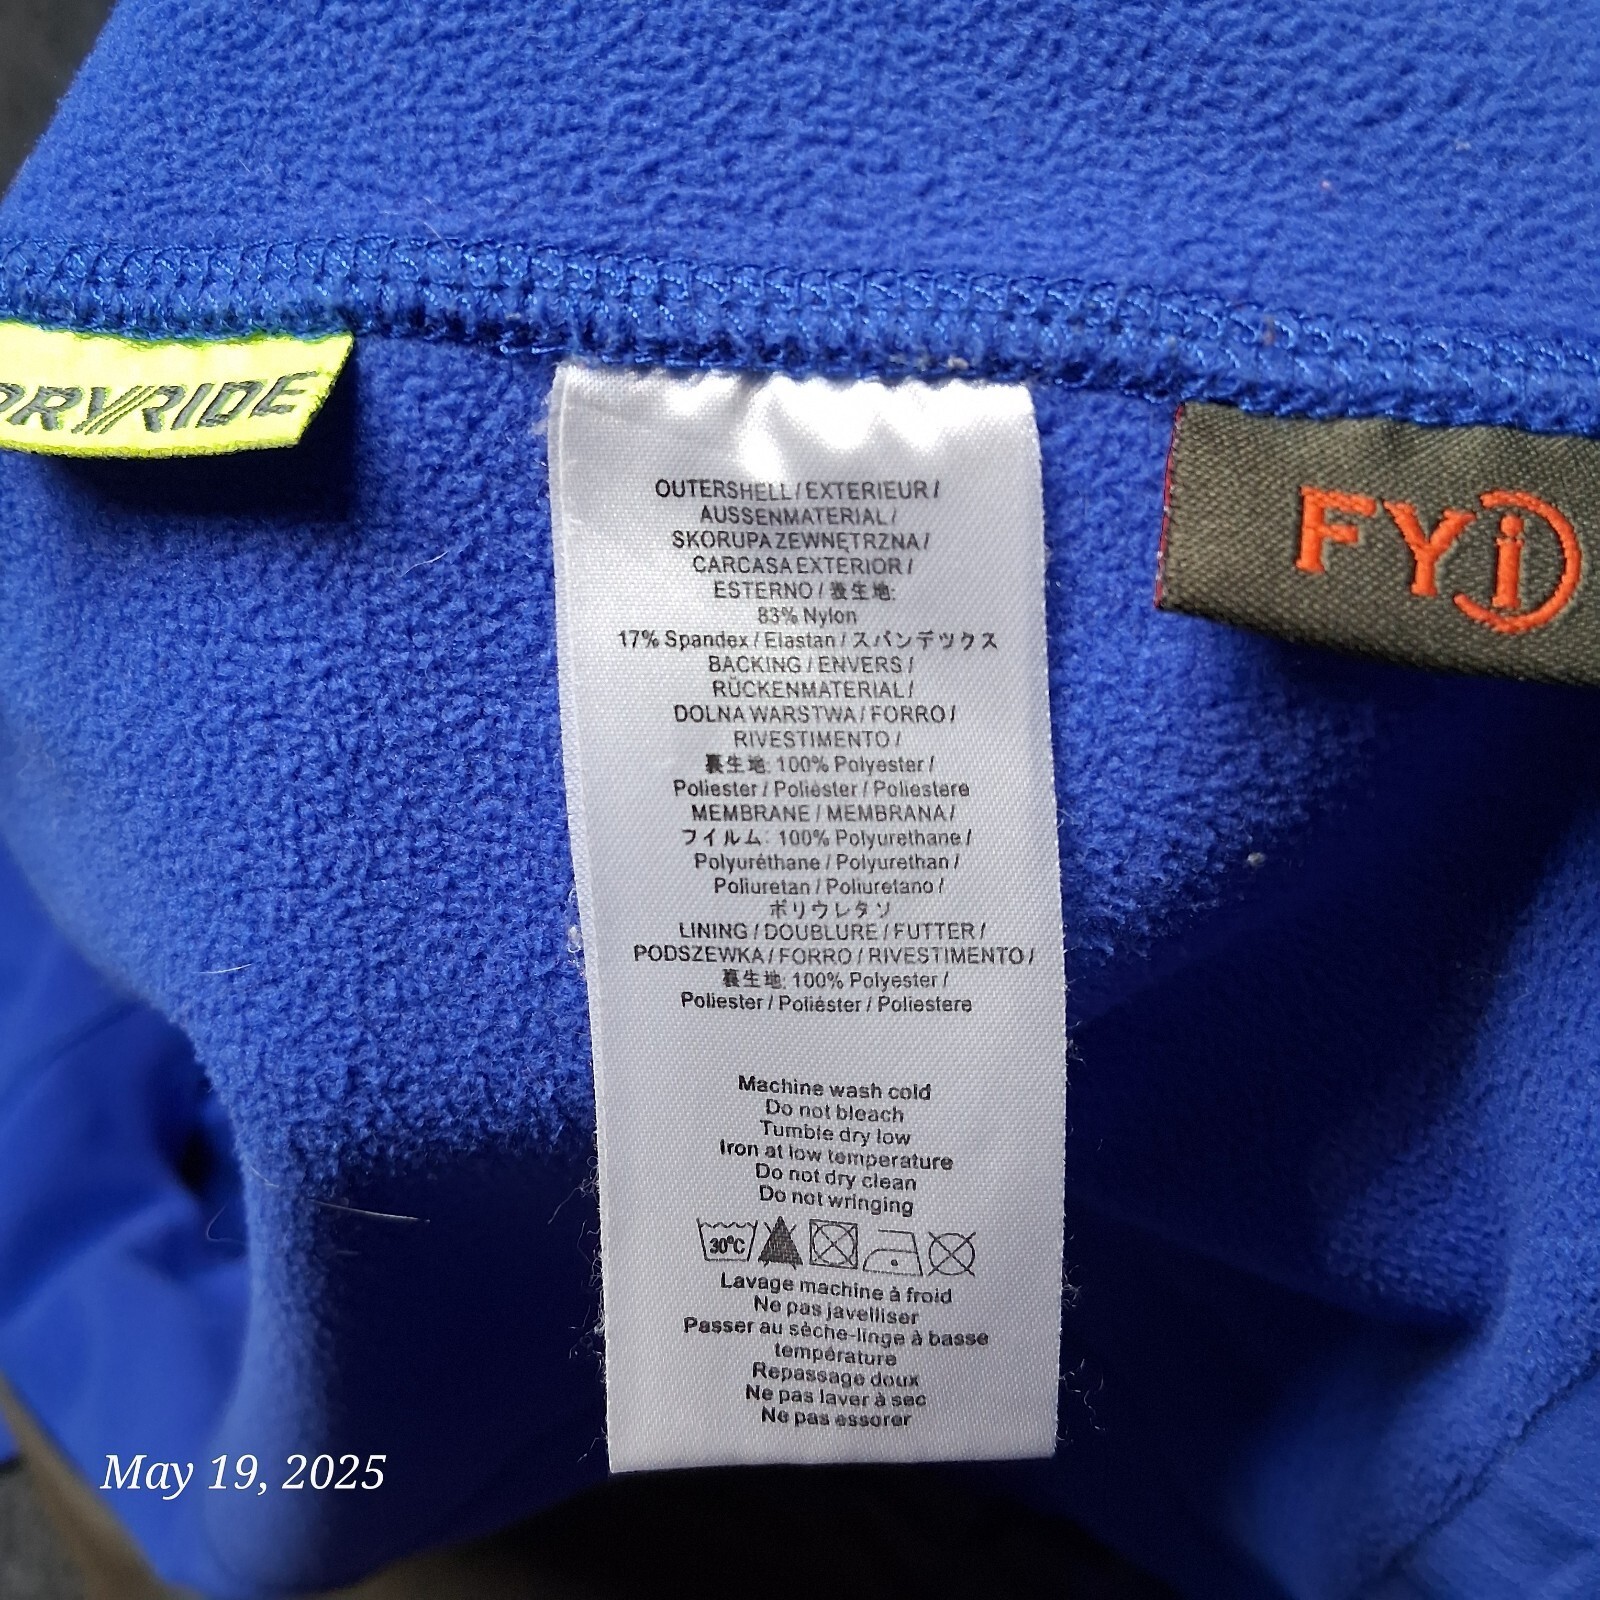 DRYRIDE
FYi
OUTERSHELL / EXTERIEUR /
AUSSENMATERIAL /
SKORUPA ZEWNĘTRZNA /
CARCASA EXTERIOR /
ESTERNO / 表生地:
83% Nylon
17% Spandex / Elastan / スパンデックス
BACKING / ENVERS /
RÜCKENMATERIAL /
DOLNA WARSTWA / FORRO /
RIVESTIMENTO /
裏生地: 100% Polyester /
Poliester / Poliéster / Poliestere
MEMBRANE / MEMBRANA /
フイルム: 100% Polyurethane /
Polyuréthane / Polyurethan /
Poliuretan / Poliuretano /
ポリウレタン
LINING / DOUBLURE / FUTTER /
PODSZEWKA / FORRO / RIVESTIMENTO /
裏生地: 100% Polyester /
Poliester / Poliéster / Poliestere
Machine wash cold
Do not bleach
Tumble dry low
Iron at low temperature
Do not dry clean
Do not wringing
30°C
Lavage machine à froid
Ne pas javelliser
Passer au sèche-linge à basse
température
Repassage doux
Ne pas laver à sec
Ne pas essorer
May 19, 2025